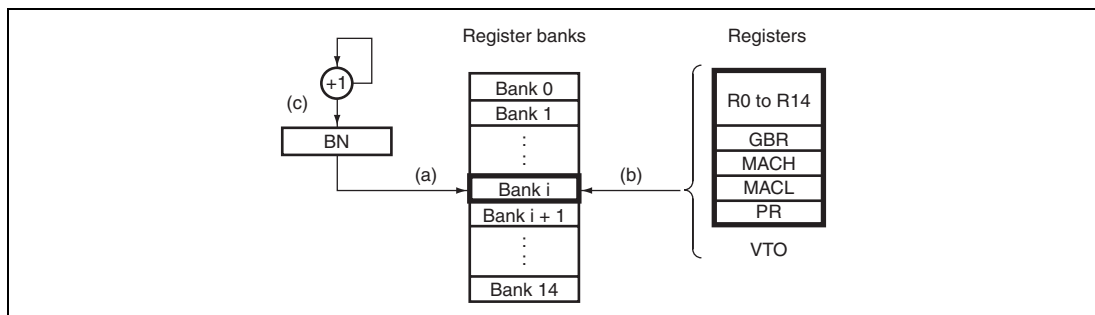 Register banks
Registers
+1
(c)
BN
(a)
Bank 0
Bank 1
Bank i
Bank i + 1
Bank 14
(b)
R0 to R14
GBR
MACH
MACL
PR
VTO